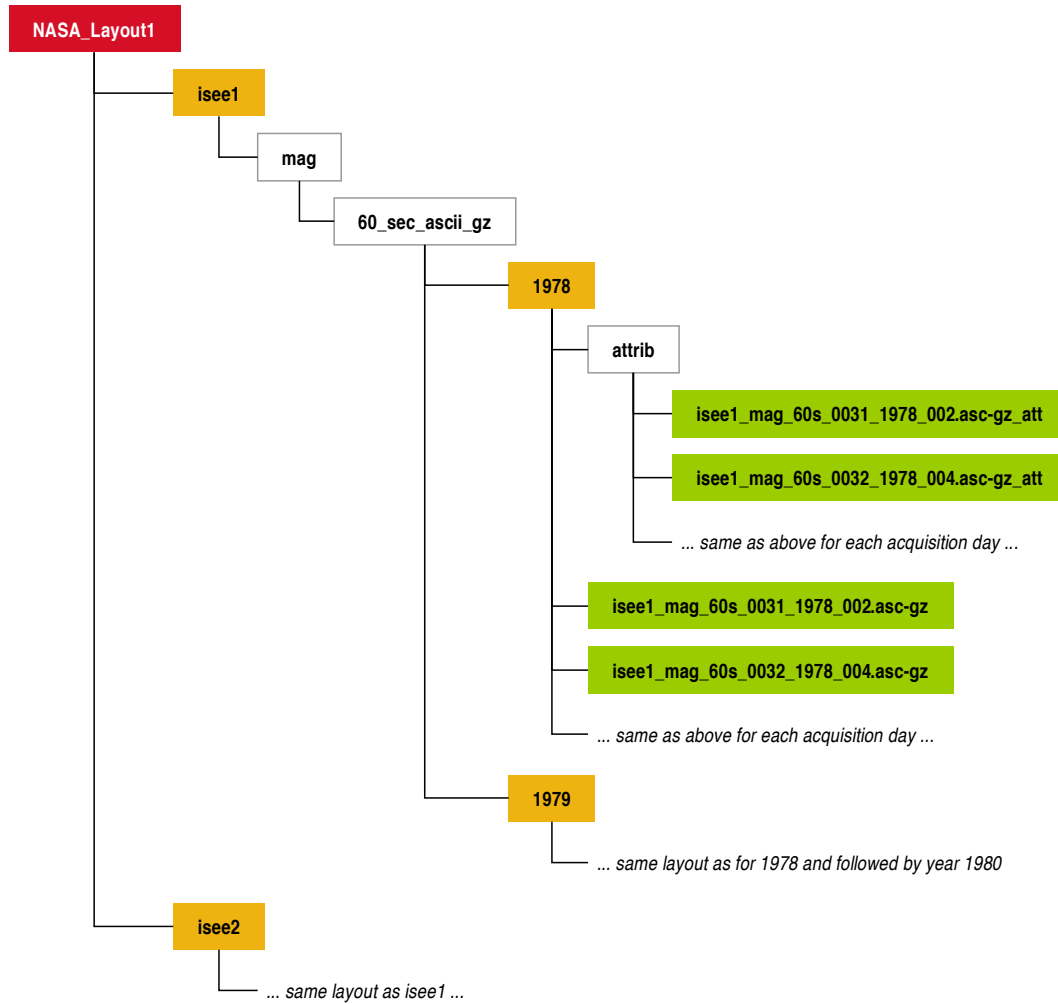 NASA_Layout1
isee1
mag
60_sec_ascii_gz
1978
attrib
isee1_mag_60s_0031_1978_002.asc-gz_att
isee1_mag_60s_0032_1978_004.asc-gz_att
... same as above for each acquisition day ...
isee1_mag_60s_0031_1978_002.asc-gz
isee1_mag_60s_0032_1978_004.asc-gz
... same as above for each acquisition day ...
1979
... same layout as for 1978 and followed by year 1980
isee2
... same layout as isee1 ...